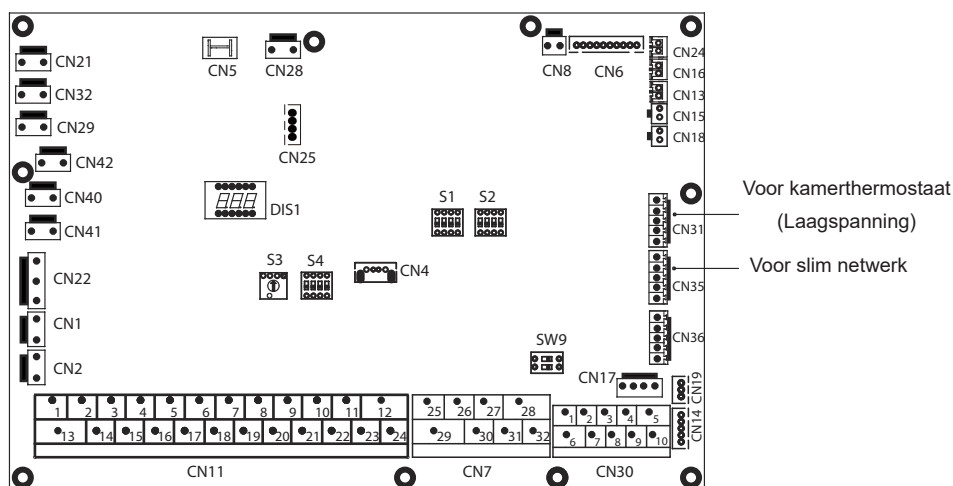 CN21
CN5
CN28
CN8
CN6
CN24
CN32
CN16
CN13
CN29
CN15
CN25
CN18
CN42
CN40
DIS1
S1
S2
Voor kamerthermostaat
(Laagspanning)
CN31
CN41
S3
S4
CN4
Voor slim netwerk
CN22
CN35
CN1
SW9
CN36
CN2
CN17
CN19
1 2 3 4 5 6 7 8 9 10 11 12
25 26 27 28
1 2 3 4 5
CN14
13 14 15 16 17 18 19 20 21 22 23 24
29 30 31 32
6 7 8 9 10
CN11
CN7
CN30